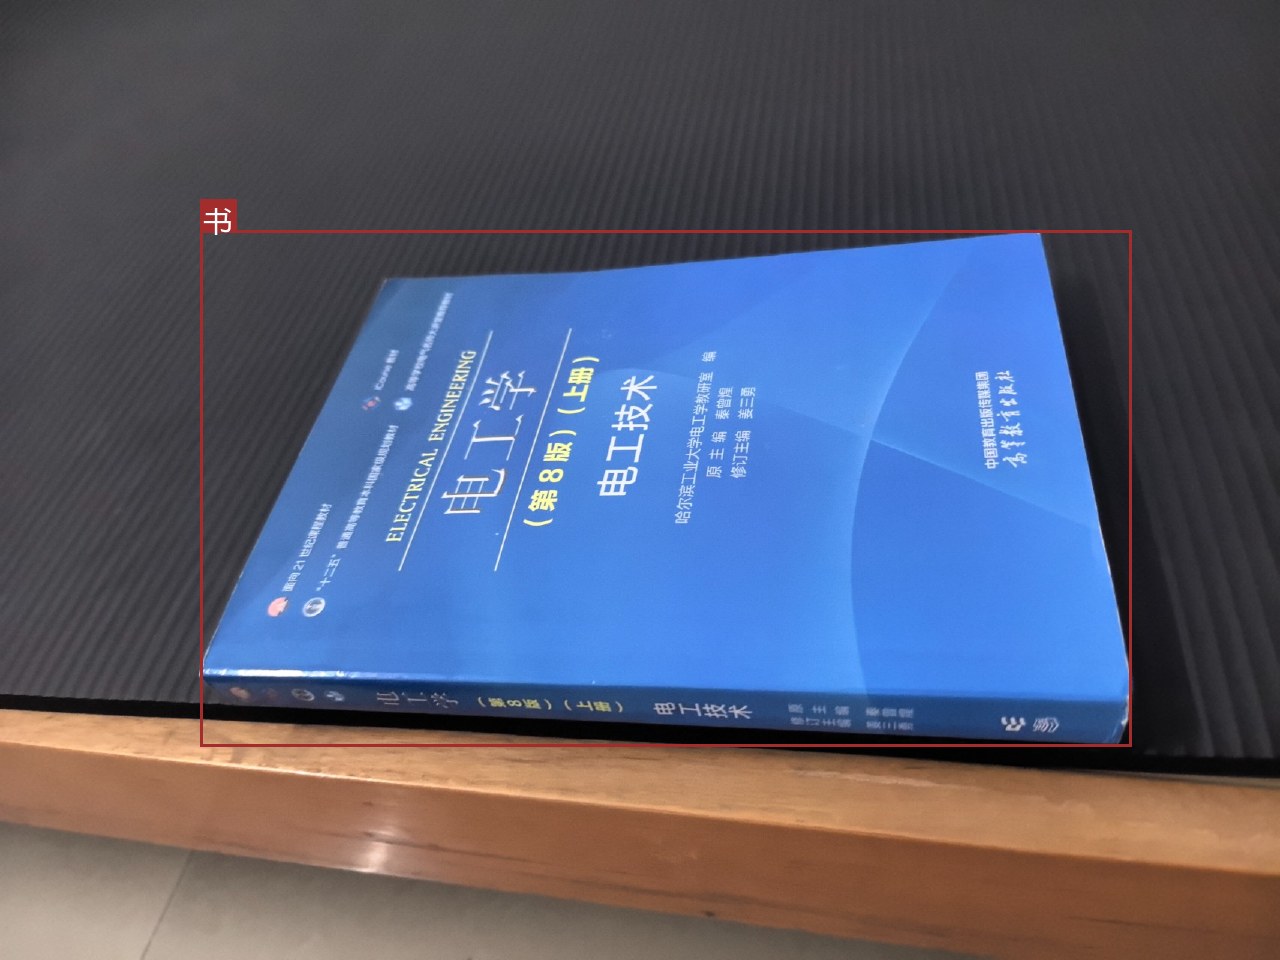 书
面向21世纪课程教材
iCourse·教材
"十二五"普通高等教育本科国家级规划教材
ELECTRICAL ENGINEERING
电工学
(第8版)(上册)
电工技术
哈尔滨工业大学电工学教研室 编
原 主 编 秦曾煌
修订主编 姜三勇
中国教育出版传媒集团
高等教育出版社
电工学 (第8版)(上册) 电工技术
原 主 编 秦曾煌
修订主编 姜三勇